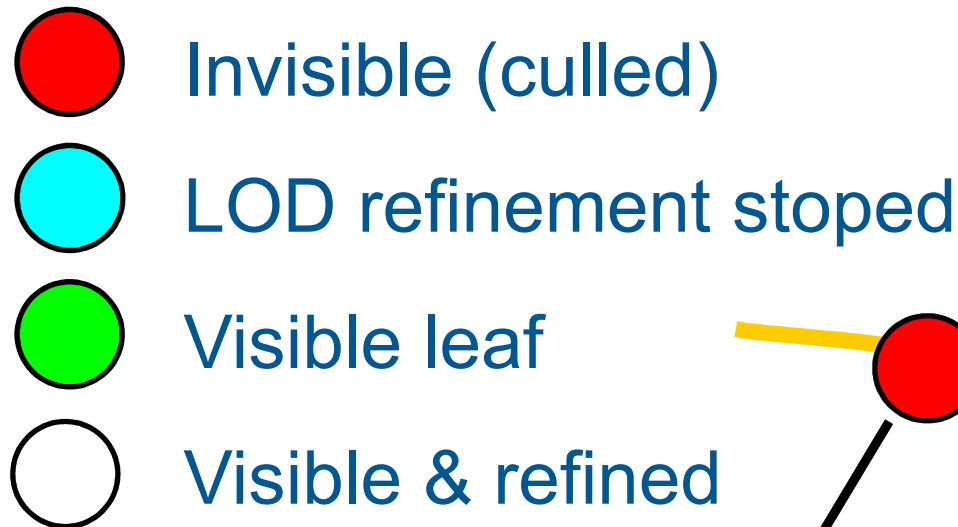 Invisible (culled)
LOD refinement stoped
Visible leaf
Visible & refined